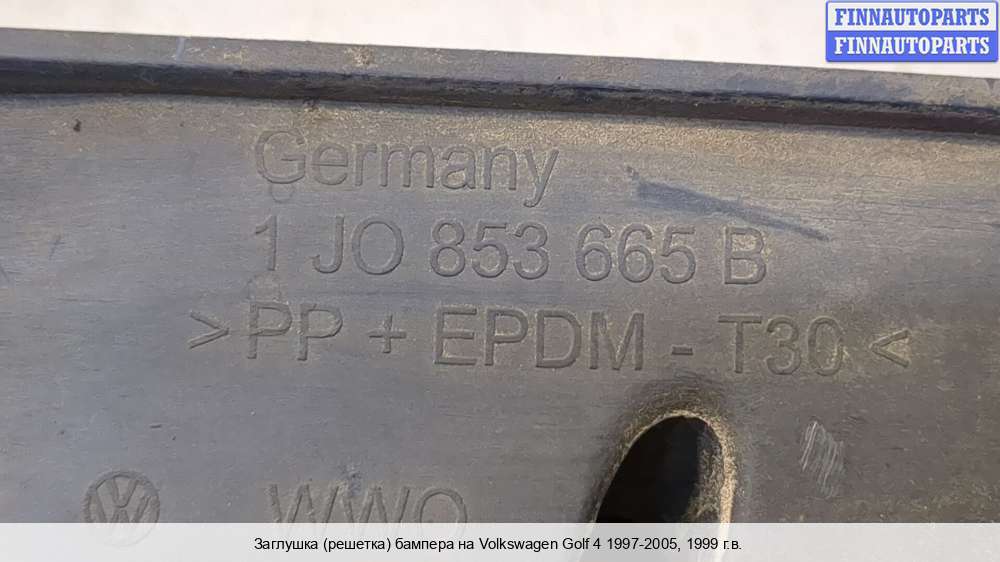 FINNAUTOPARTS
FINNAUTOPARTS
Germany
1 JO 853 665 B
> PP + EPDM - T30 <
WWO
Заглушка (решетка) бампера на Volkswagen Golf 4 1997-2005, 1999 г.в.